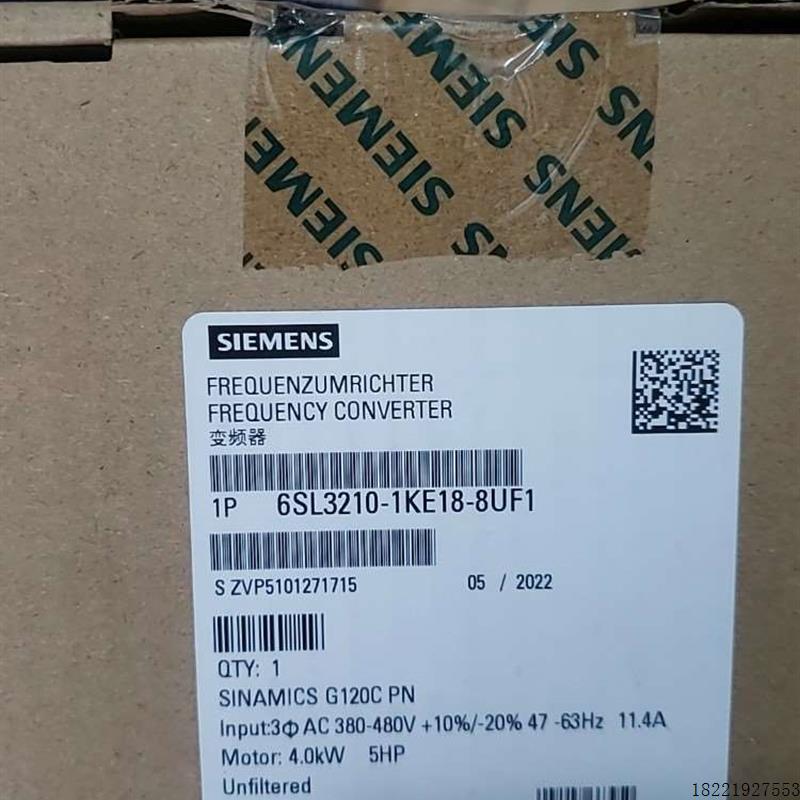 SIEMENS SIEMENS SIEMENS SIEMENS
SIEMENS
FREQUENZUMRICHTER
FREQUENCY CONVERTER
变频器
1P 6SL3210-1KE18-8UF1
S ZVP5101271715 05 / 2022
QTY: 1
SINAMICS G120C PN
Input:3Φ AC 380-480V +10%/-20% 47 -63Hz 11.4A
Motor: 4.0kW 5HP
Unfiltered
18221927553